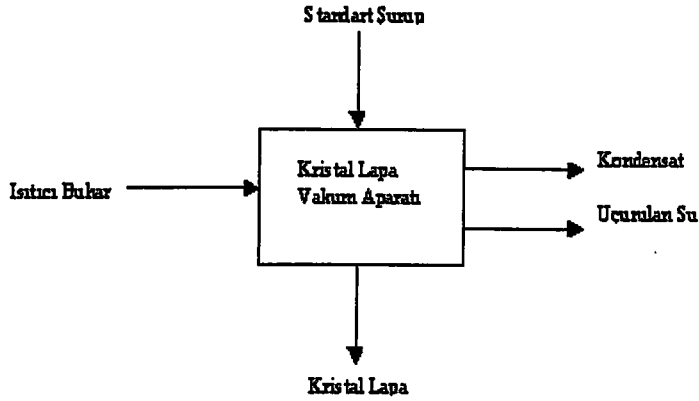 Standart Şurup
Kristal Lapa
Vakum Aparatı
Isıtıcı Buhar
Kondensat
Uçurulan Su
Kristal Lapa